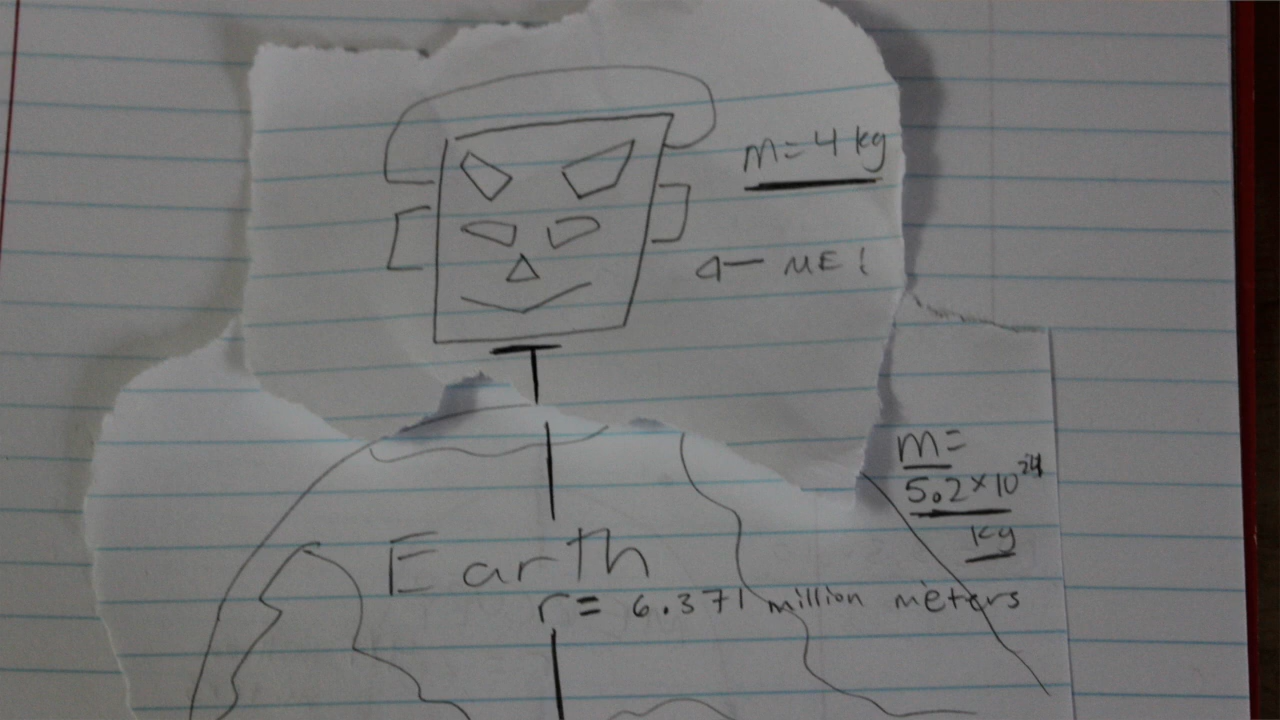 m=4 kg
ME!
m=
5.2×10²⁴
kg
Earth
r= 6.371 million meters